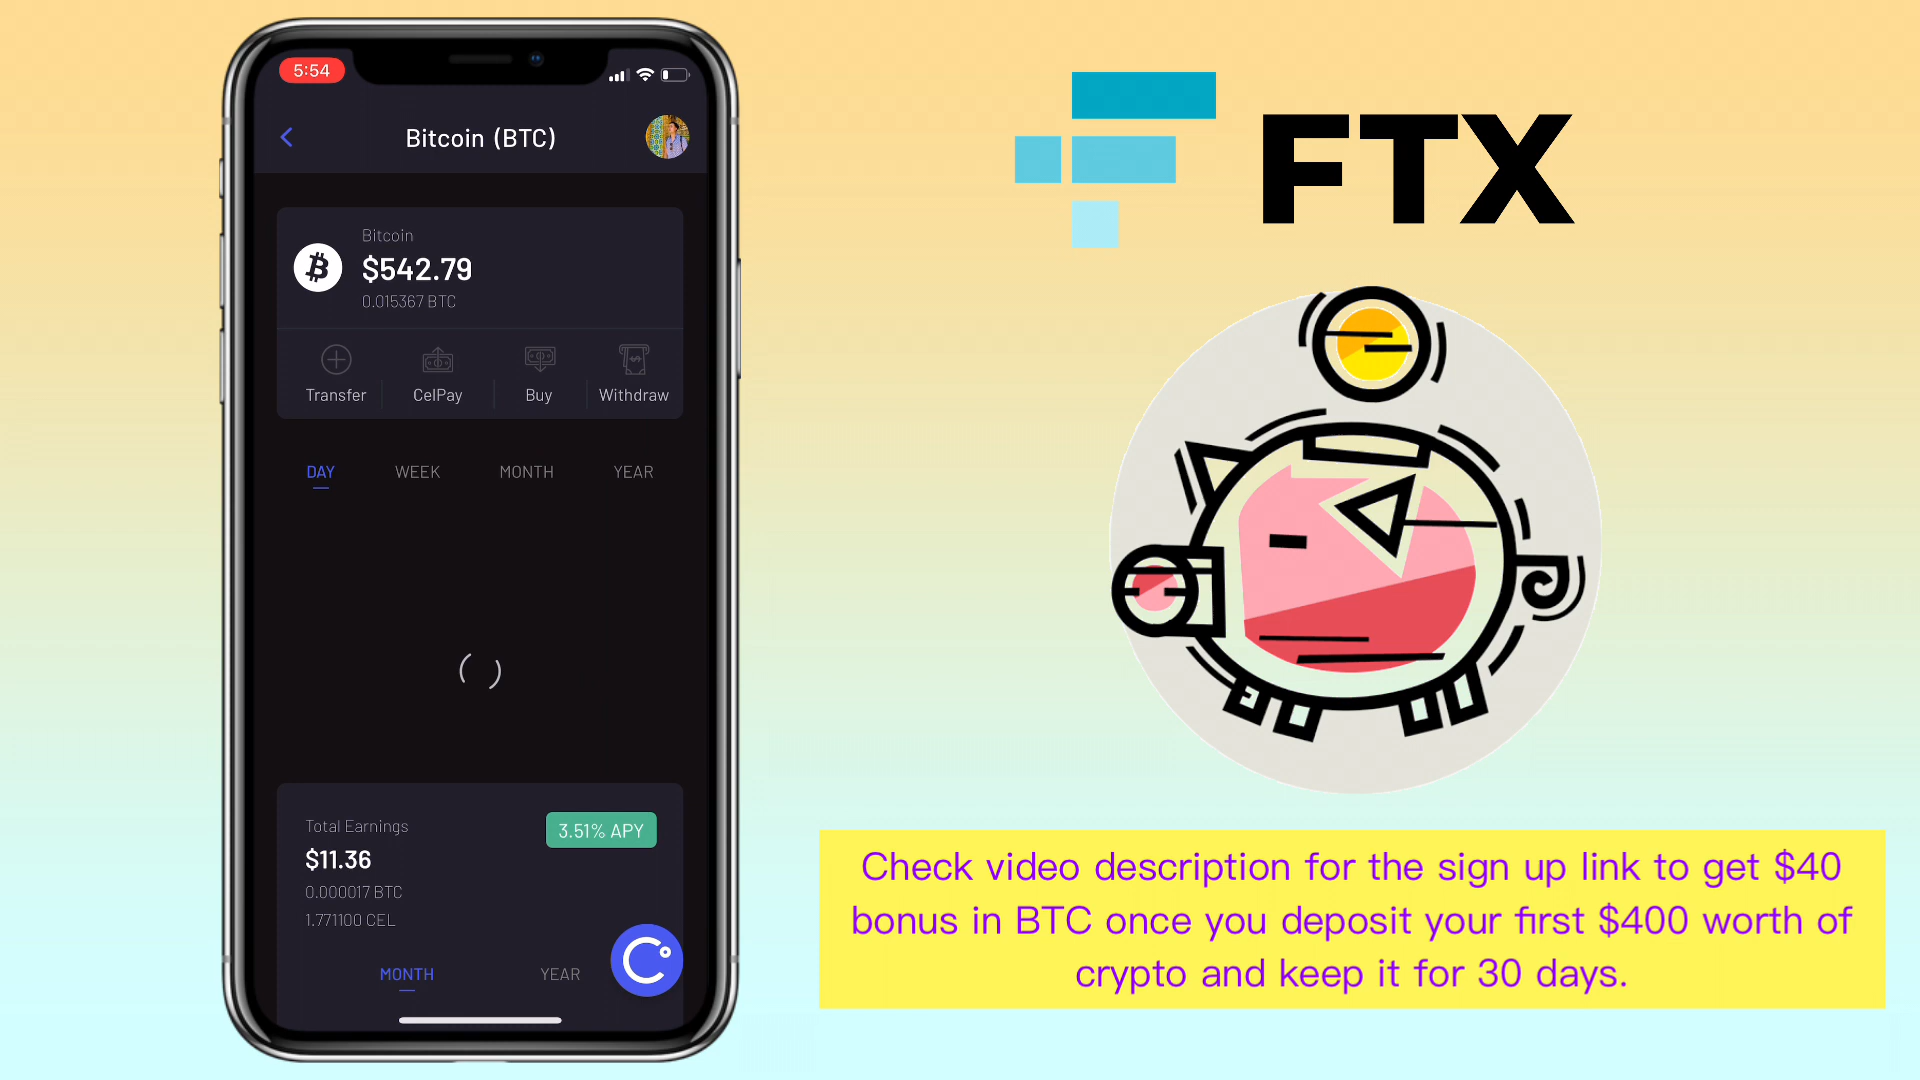 5:54
Bitcoin (BTC)
Bitcoin
$542.79
0.015367 BTC
Transfer CelPay Buy Withdraw
DAY WEEK MONTH YEAR
Total Earnings
3.51% APY
$11.36
0.000017 BTC
1.771100 CEL
MONTH YEAR
FTX
Check video description for the sign up link to get $40
bonus in BTC once you deposit your first $400 worth of
crypto and keep it for 30 days.